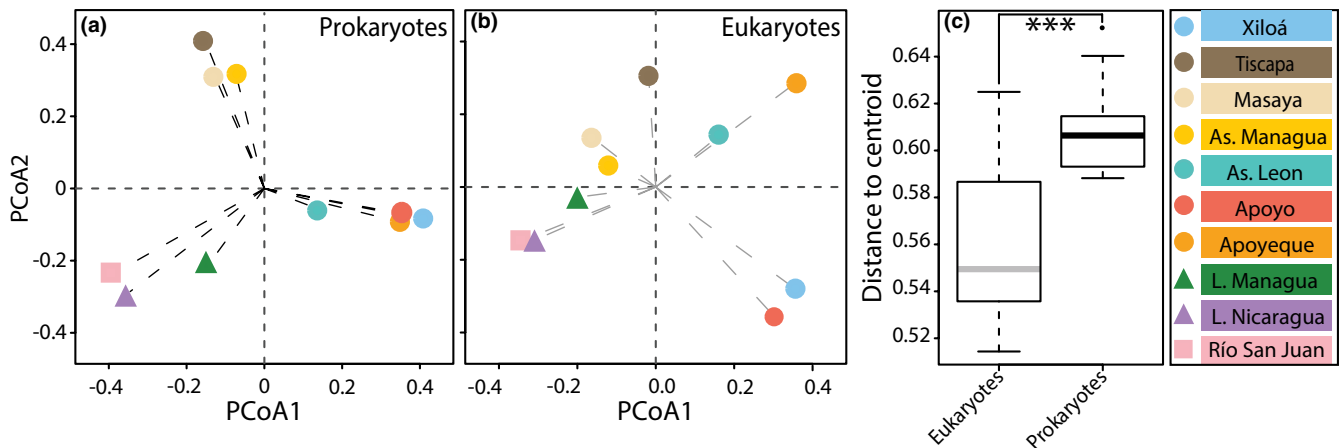 (a) Prokaryotes
0.4
0.2
0
-0.2
-0.4
PCoA2
-0.4 -0.2 0 0.2 0.4
PCoA1
(b) Eukaryotes
-0.4 -0.2 0.0 0.2 0.4
PCoA1
(c) ***
0.64
0.62
0.60
0.58
0.56
0.54
0.52
Distance to centroid
Eukaryotes
Prokaryotes
Xiloá
Tiscapa
Masaya
As. Managua
As. Leon
Apoyo
Apoyeque
L. Managua
L. Nicaragua
Río San Juan